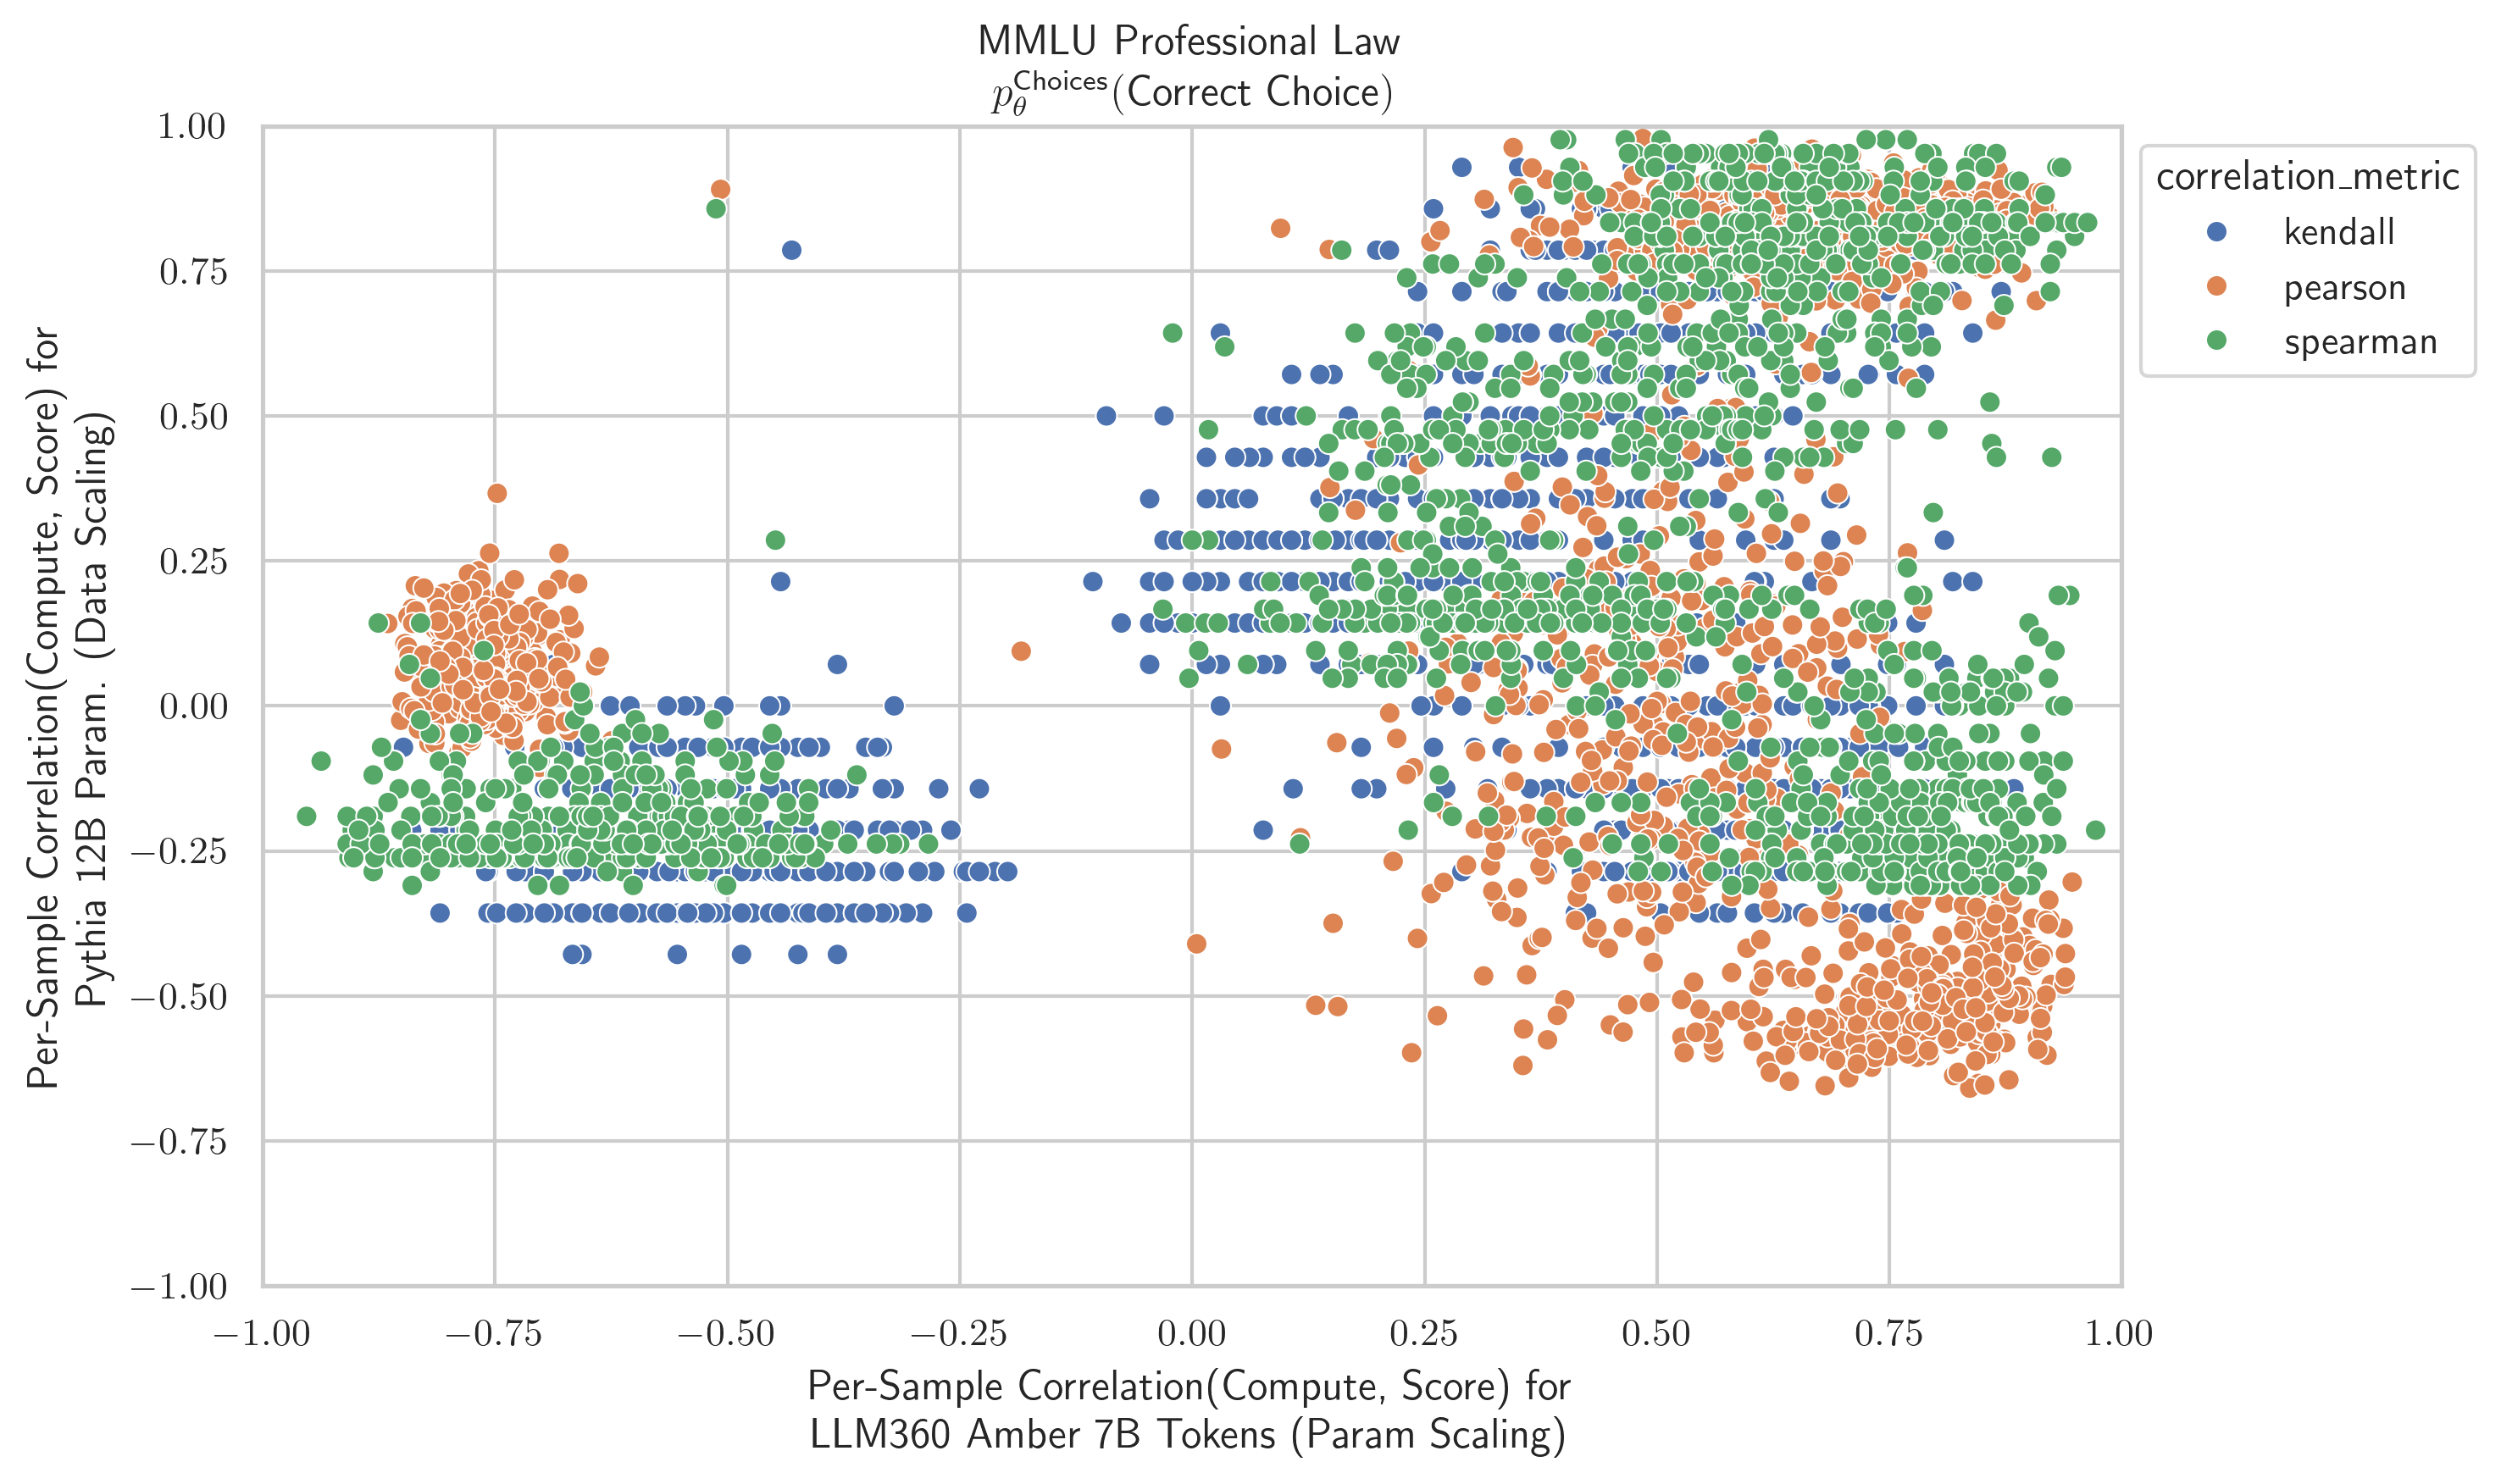 MMLU Professional Law
pθ^Choices(Correct Choice)
1.00
0.75
0.50
0.25
0.00
−0.25
−0.50
−0.75
−1.00
Per-Sample Correlation(Compute, Score) for
Pythia 12B Param. (Data Scaling)
correlation_metric
kendall
pearson
spearman
−1.00 −0.75 −0.50 −0.25 0.00 0.25 0.50 0.75 1.00
Per-Sample Correlation(Compute, Score) for
LLM360 Amber 7B Tokens (Param Scaling)